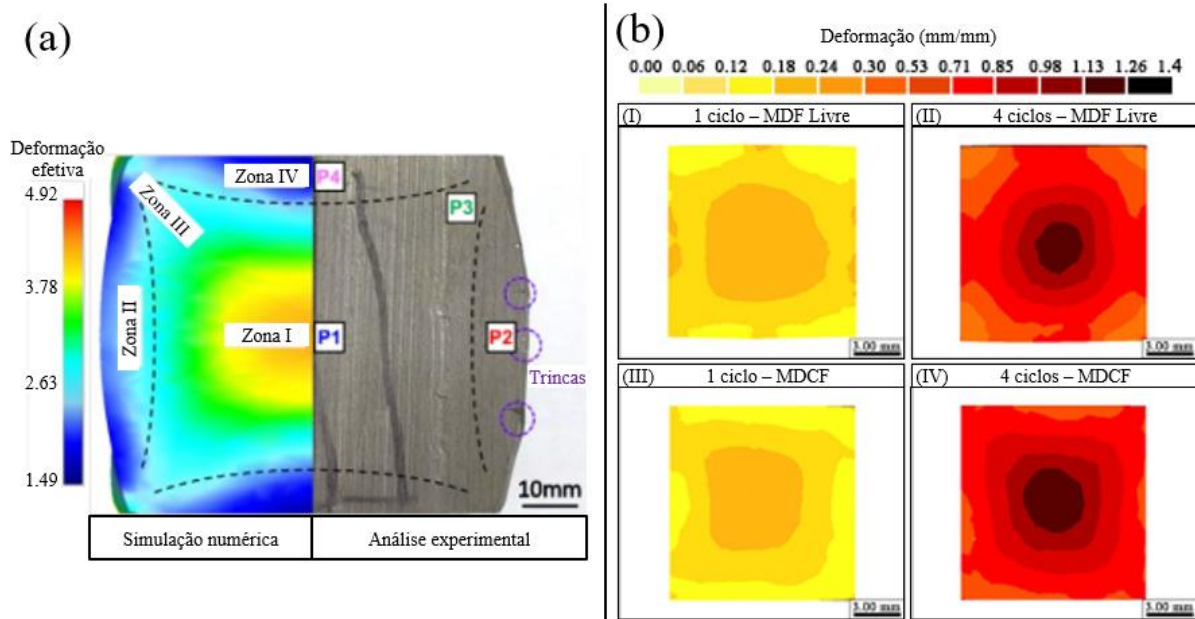 (a)
Deformação
efetiva
4.92
3.78
2.63
1.49
Zona IV
Zona III
Zona II
Zona I
P4
P3
P1
P2
Trincas
10mm
Simulação numérica
Análise experimental
(b)
Deformação (mm/mm)
0.00 0.06 0.12 0.18 0.24 0.30 0.53 0.71 0.85 0.98 1.13 1.26 1.4
(I) 1 ciclo – MDF Livre
(II) 4 ciclos – MDF Livre
3.00 mm
3.00 mm
(III) 1 ciclo – MDCF
(IV) 4 ciclos – MDCF
3.00 mm
3.00 mm